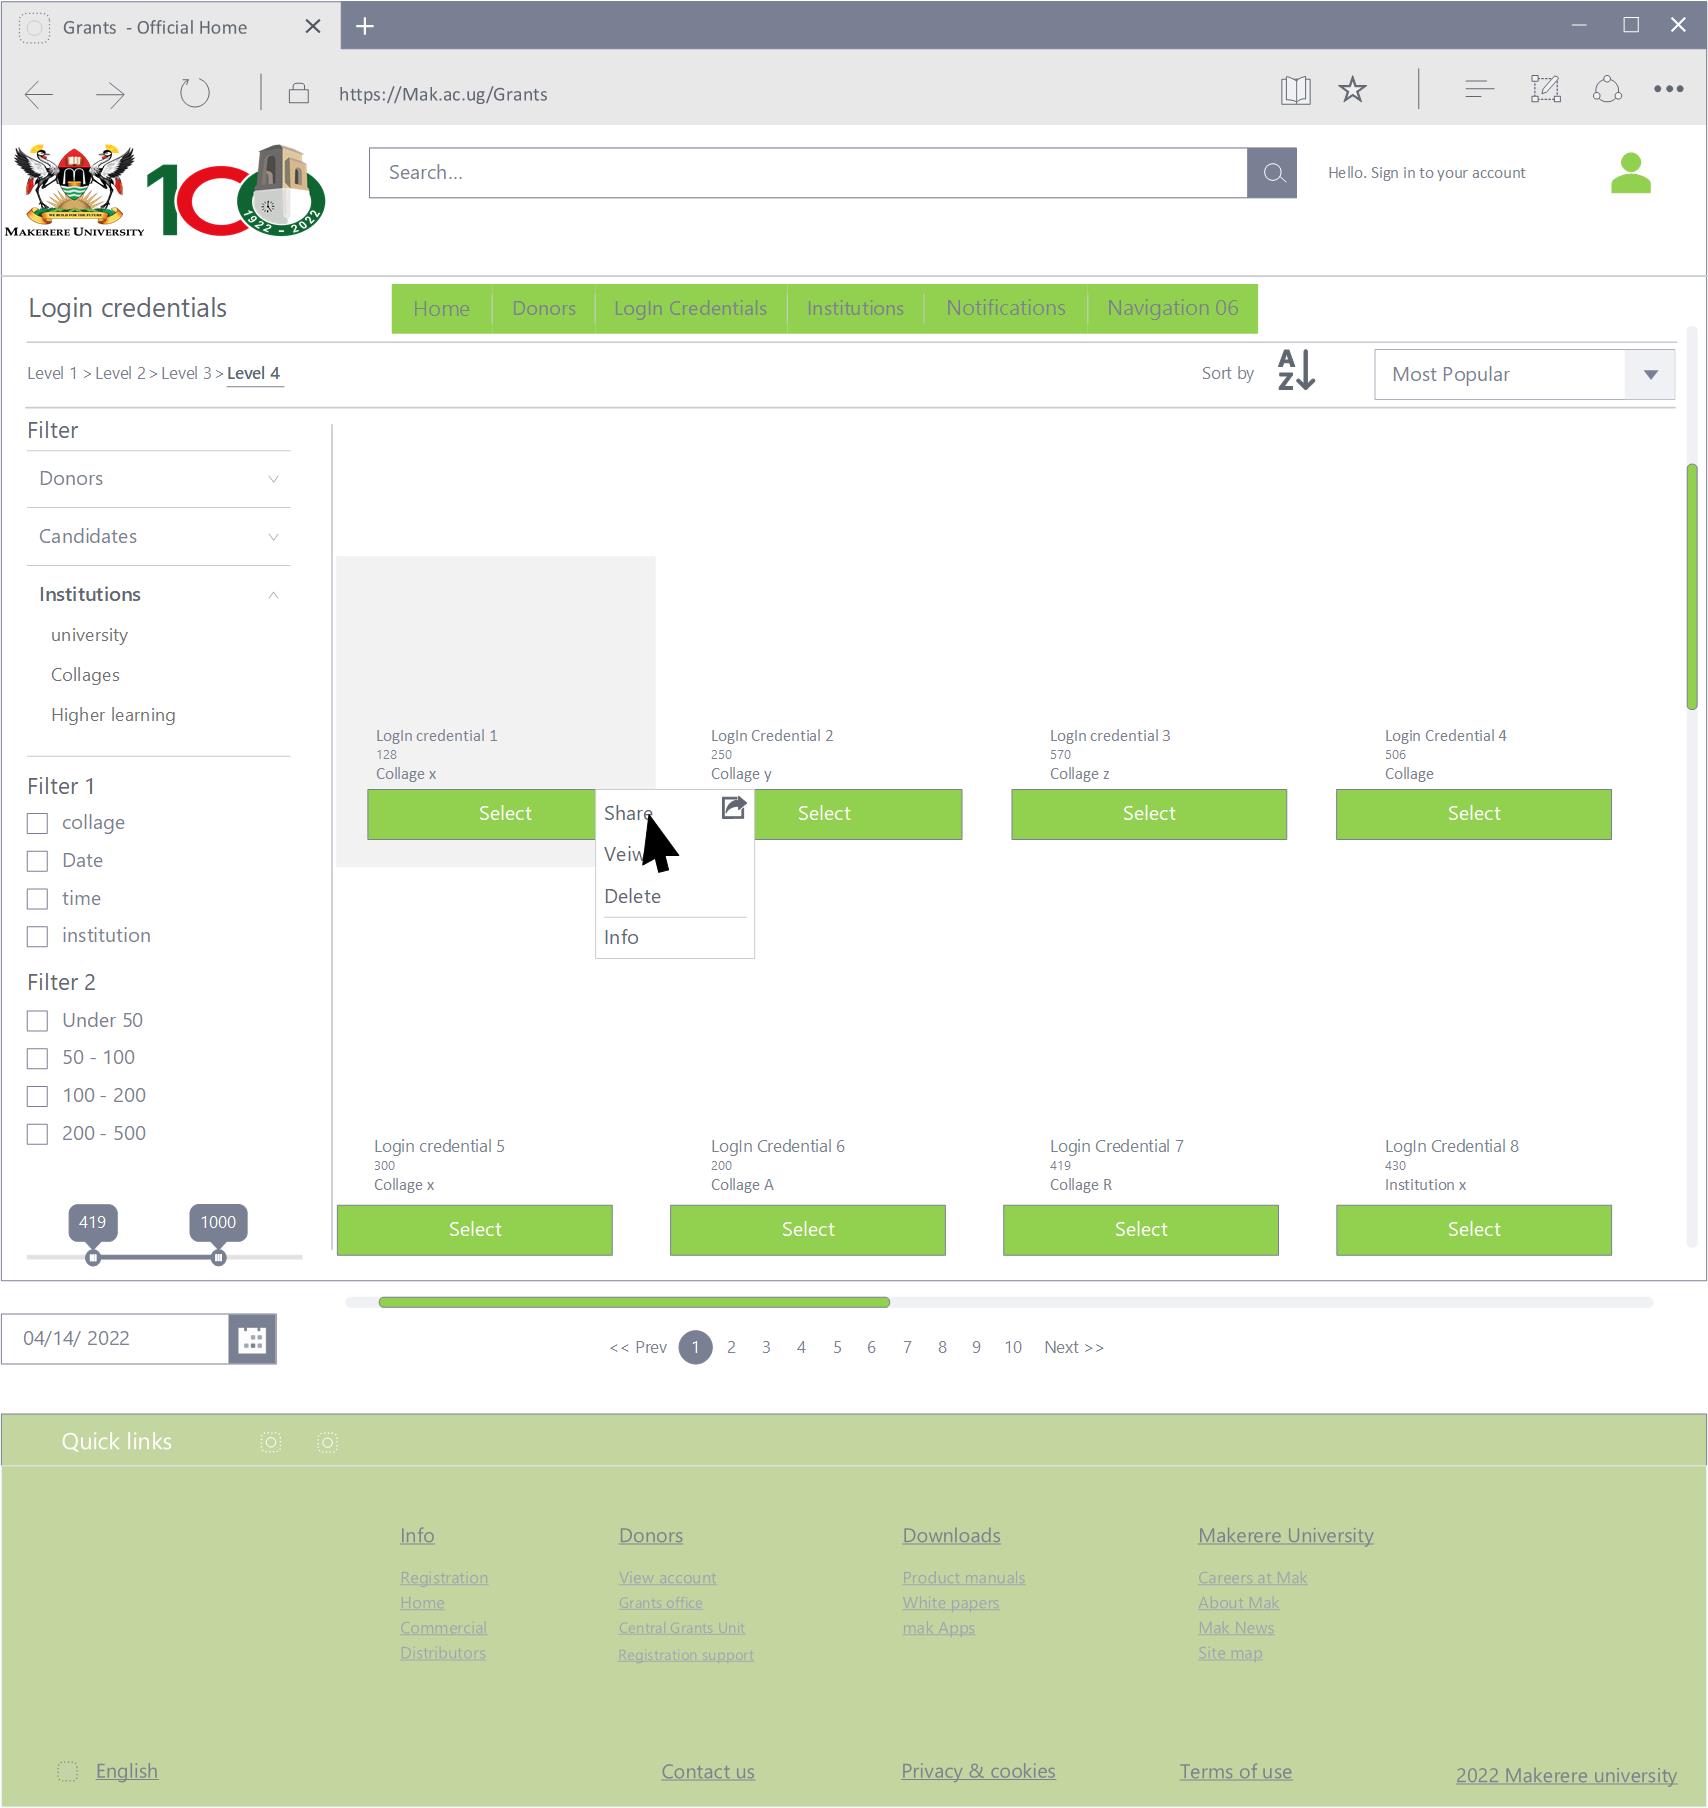 Grants - Official Home
https://Mak.ac.ug/Grants
WE BUILD FOR THE FUTURE
MAKERERE UNIVERSITY
100
1922 - 2022
Search...
Hello. Sign in to your account
Login credentials
Home
Donors
LogIn Credentials
Institutions
Notifications
Navigation 06
Level 1 > Level 2 > Level 3 > Level 4
Sort by
A
Z
Most Popular
Filter
Donors
Candidates
Institutions
university
Collages
Higher learning
Filter 1
collage
Date
time
institution
Filter 2
Under 50
50 - 100
100 - 200
200 - 500
419
1000
04/14/ 2022
LogIn credential 1
128
Collage x
Select
LogIn Credential 2
250
Collage y
Select
LogIn credential 3
570
Collage z
Select
Login Credential 4
506
Collage
Select
Share
Veiw
Delete
Info
Login credential 5
300
Collage x
Select
LogIn Credential 6
200
Collage A
Select
Login Credential 7
419
Collage R
Select
LogIn Credential 8
430
Institution x
Select
<< Prev 1 2 3 4 5 6 7 8 9 10 Next >>
Quick links
Info
Registration
Home
Commercial
Distributors
Donors
View account
Grants office
Central Grants Unit
Registration support
Downloads
Product manuals
White papers
mak Apps
Makerere University
Careers at Mak
About Mak
Mak News
Site map
English
Contact us
Privacy & cookies
Terms of use
2022 Makerere university